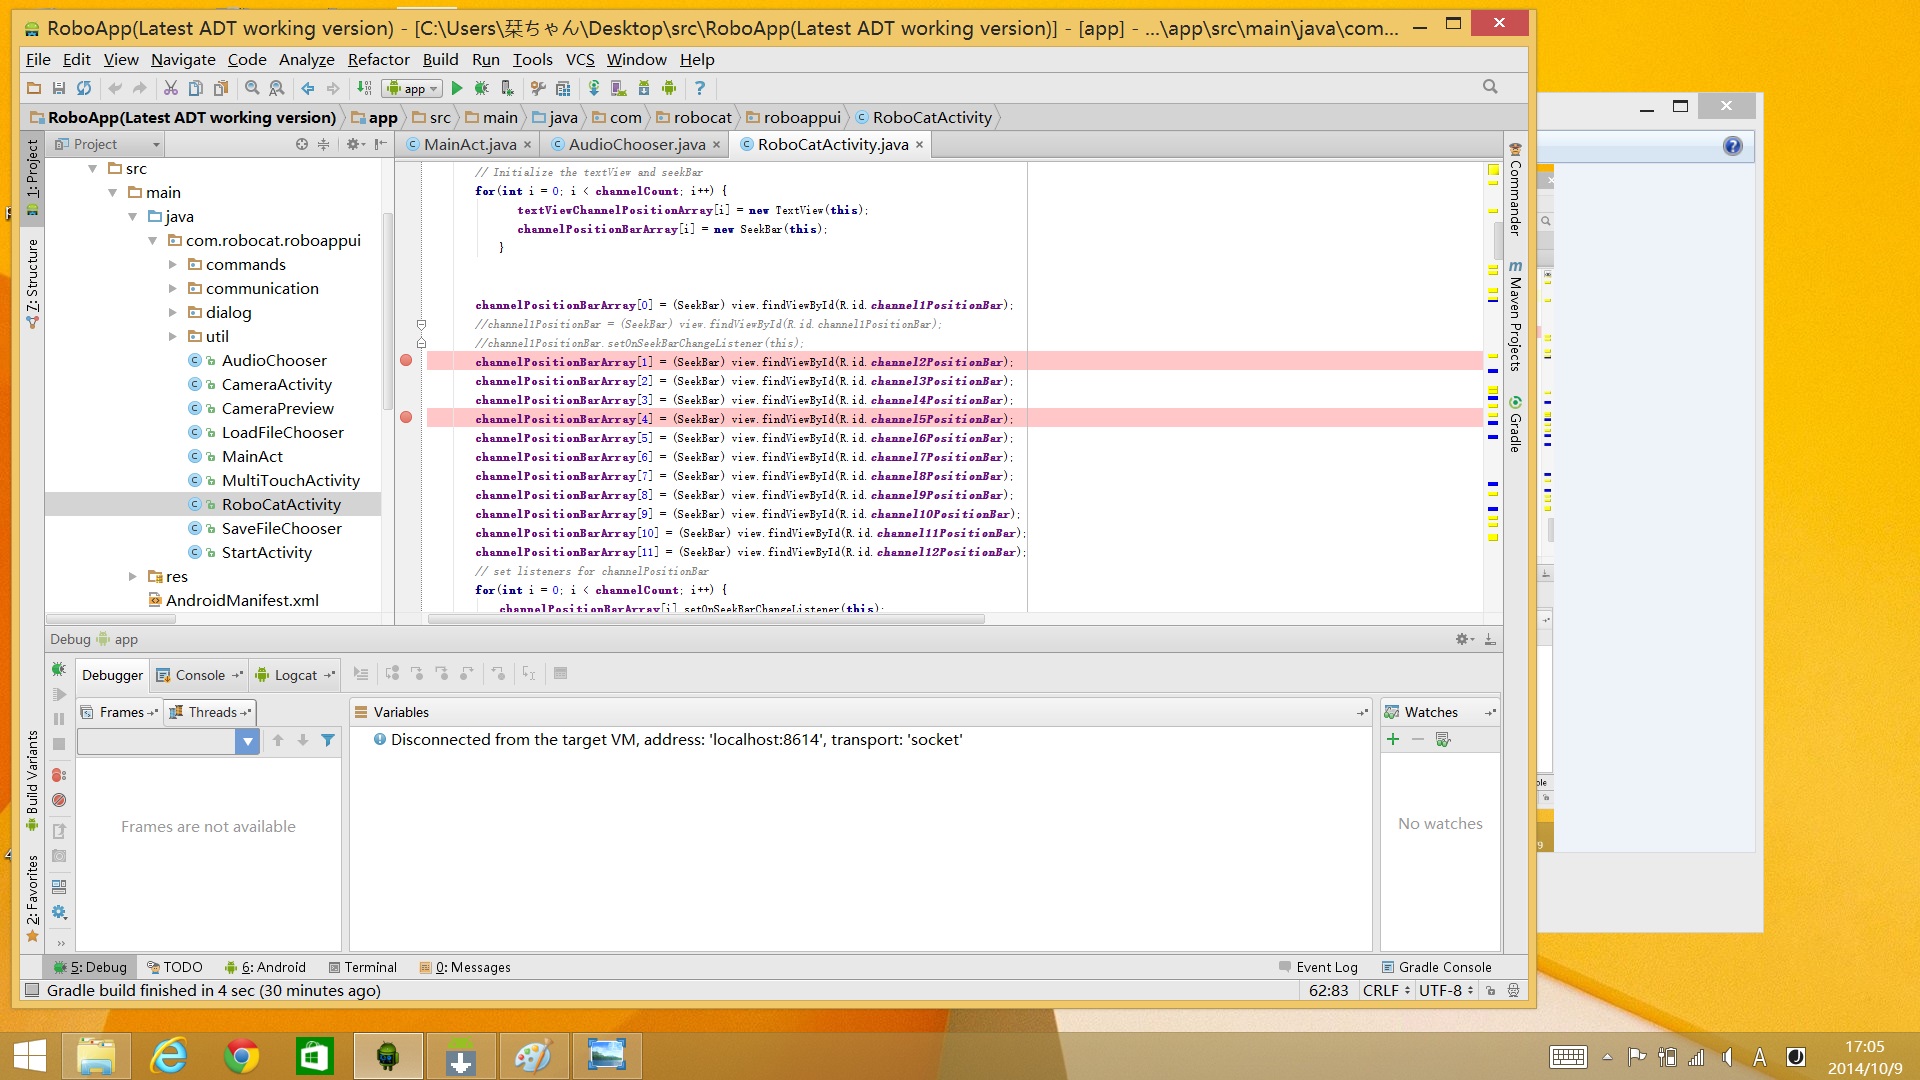 RoboApp(Latest ADT working version) - [C:\Users\栞ちゃん\Desktop\src\RoboApp(Latest ADT working version)] - [app] - ...\app\src\main\java\com...
File Edit View Navigate Code Analyze Refactor Build Run Tools VCS Window Help
app
RoboApp(Latest ADT working version) app src main java com robocat roboappui RoboCatActivity
1: Project
7: Structure
Build Variants
2: Favorites
Project
src
main
java
com.robocat.roboappui
commands
communication
dialog
util
AudioChooser
CameraActivity
CameraPreview
LoadFileChooser
MainAct
MultiTouchActivity
RoboCatActivity
SaveFileChooser
StartActivity
res
AndroidManifest.xml
MainAct.java AudioChooser.java RoboCatActivity.java
// Initialize the textView and seekBar
for(int i = 0; i < channelCount; i++) {
textViewChannelPositionArray[i] = new TextView(this);
channelPositionBarArray[i] = new SeekBar(this);
}
channelPositionBarArray[0] = (SeekBar) view.findViewById(R.id.channel1PositionBar);
//channel1PositionBar = (SeekBar) view.findViewById(R.id.channel1PositionBar);
//channel1PositionBar.setOnSeekBarChangeListener(this);
channelPositionBarArray[1] = (SeekBar) view.findViewById(R.id.channel2PositionBar);
channelPositionBarArray[2] = (SeekBar) view.findViewById(R.id.channel3PositionBar);
channelPositionBarArray[3] = (SeekBar) view.findViewById(R.id.channel4PositionBar);
channelPositionBarArray[4] = (SeekBar) view.findViewById(R.id.channel5PositionBar);
channelPositionBarArray[5] = (SeekBar) view.findViewById(R.id.channel6PositionBar);
channelPositionBarArray[6] = (SeekBar) view.findViewById(R.id.channel7PositionBar);
channelPositionBarArray[7] = (SeekBar) view.findViewById(R.id.channel8PositionBar);
channelPositionBarArray[8] = (SeekBar) view.findViewById(R.id.channel9PositionBar);
channelPositionBarArray[9] = (SeekBar) view.findViewById(R.id.channel10PositionBar);
channelPositionBarArray[10] = (SeekBar) view.findViewById(R.id.channel11PositionBar);
channelPositionBarArray[11] = (SeekBar) view.findViewById(R.id.channel12PositionBar);
// set listeners for channelPositionBar
for(int i = 0; i < channelCount; i++) {
channelPositionBarArray[i].setOnSeekBarChangeListener(this);
Commander
Maven Projects
Gradle
Debug app
Debugger Console Logcat
Frames Threads
Frames are not available
Variables
Disconnected from the target VM, address: 'localhost:8614', transport: 'socket'
Watches
No watches
5: Debug TODO 6: Android Terminal 0: Messages Event Log Gradle Console
Gradle build finished in 4 sec (30 minutes ago) 62:83 CRLF UTF-8
A
17:05
2014/10/9